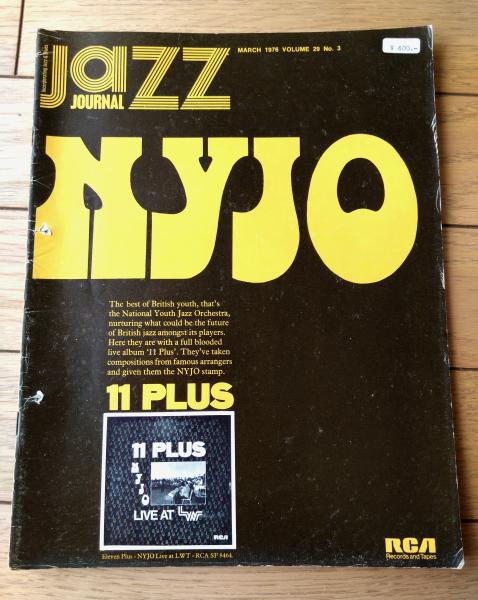 Incorporating Jazz & Blues
jazz
JOURNAL
MARCH 1976 VOLUME 29 No. 3
¥ 400.-
NYJO
The best of British youth, that's
the National Youth Jazz Orchestra,
nurturing what could be the future
of British jazz amongst its players.
Here they are with a full blooded
live album '11 Plus'. They've taken
compositions from famous arrangers
and given them the NYJO stamp.
11 PLUS
11 PLUS
NYJO
LIVE AT LWT
RCA
Eleven Plus · NYJO Live at LWT · RCA SF 8464
RCA
Records and Tapes